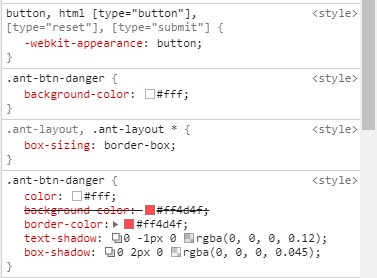 button, html [type="button"], <style>
[type="reset"], [type="submit"] {
-webkit-appearance: button;
}
.ant-btn-danger { <style>
background-color: #fff;
}
.ant-layout, .ant-layout * { <style>
box-sizing: border-box;
}
.ant-btn-danger { <style>
color: #fff;
background-color: #ff4d4f;
border-color: #ff4d4f;
text-shadow: 0 -1px 0 rgba(0, 0, 0, 0.12);
box-shadow: 0 2px 0 rgba(0, 0, 0, 0.045);
}